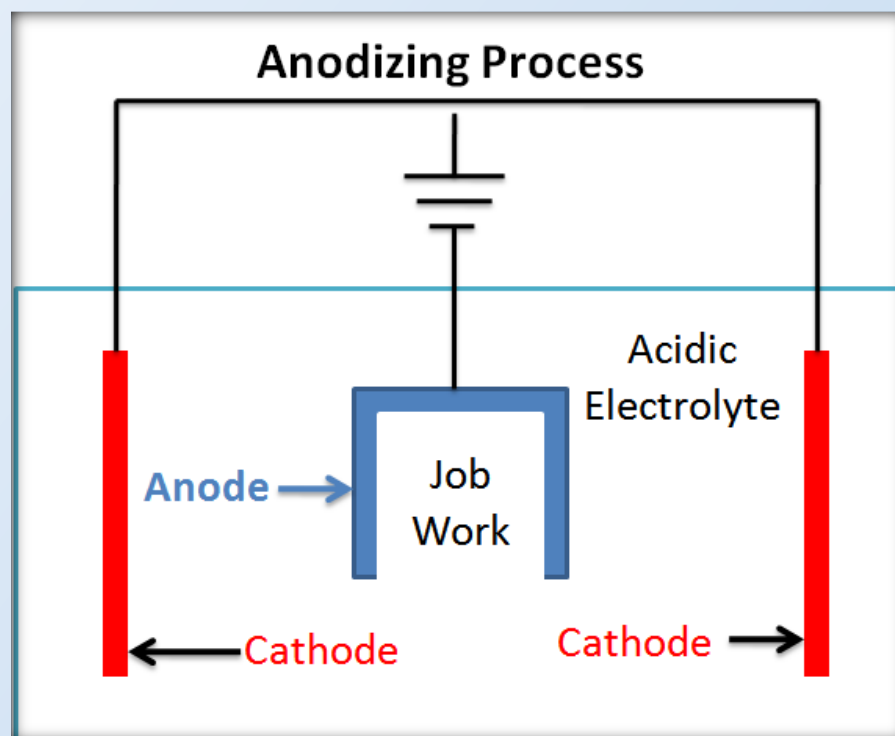 Anodizing Process
Acidic
Electrolyte
Anode
Job
Work
Cathode
Cathode